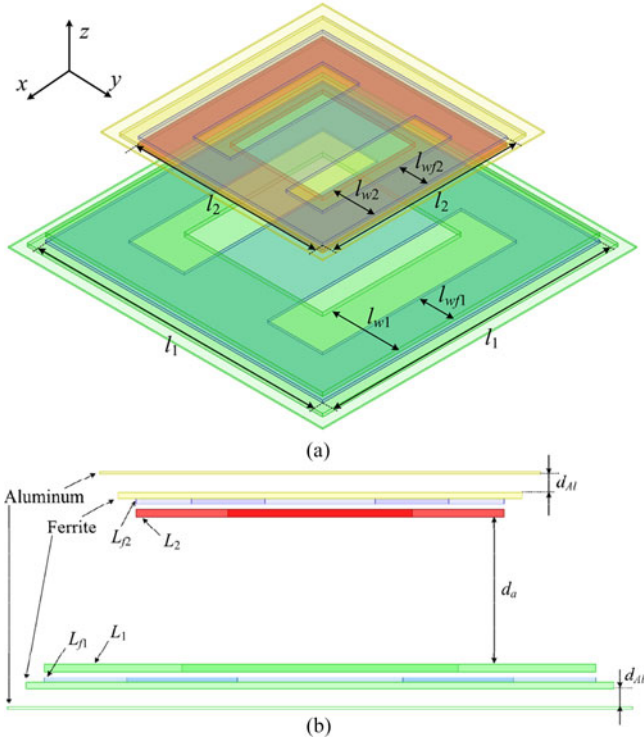 z
x
y
l2
lw2
lwf2
l2
l1
lw1
lwf1
l1
(a)
Aluminum
dAl
Ferrite
Lf2
L2
da
Lf1
L1
dAl
(b)